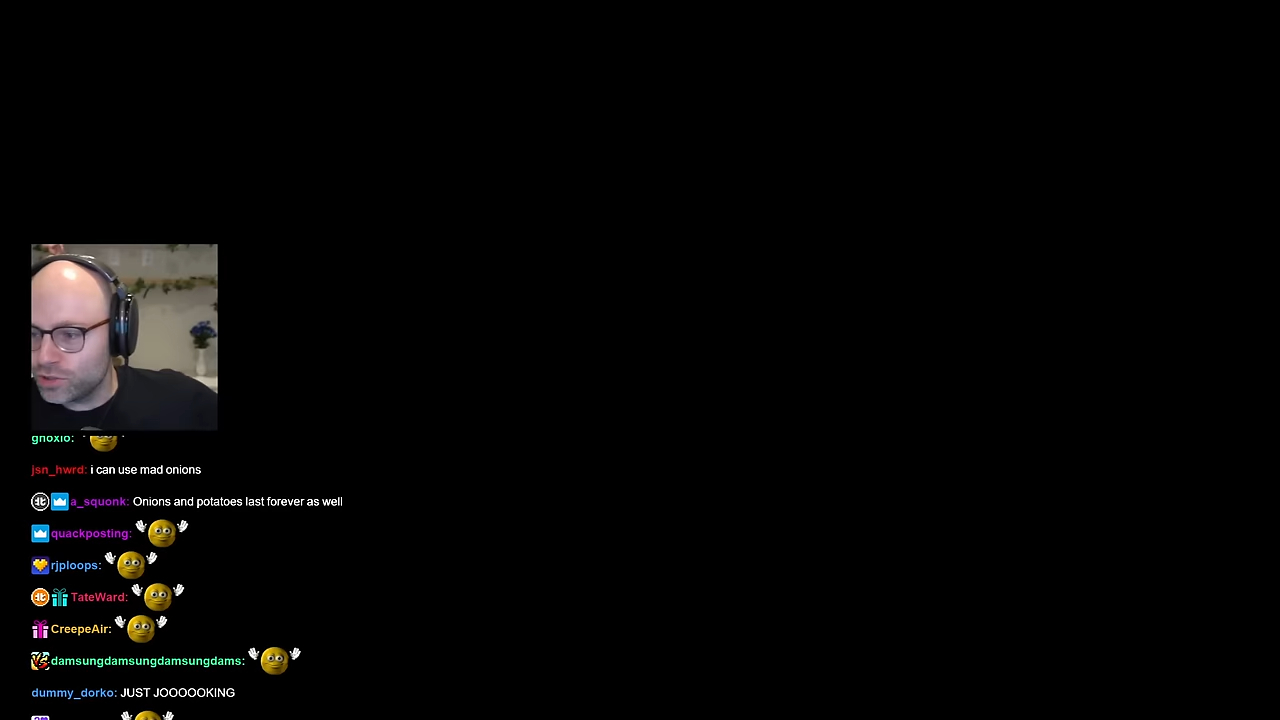 gnoxio:
jsn_hwrd: i can use mad onions
a_squonk: Onions and potatoes last forever as well
quackposting:
rjploops:
TateWard:
CreepeAir:
damsungdamsungdamsungdams:
dummy_dorko: JUST JOOOOOKING